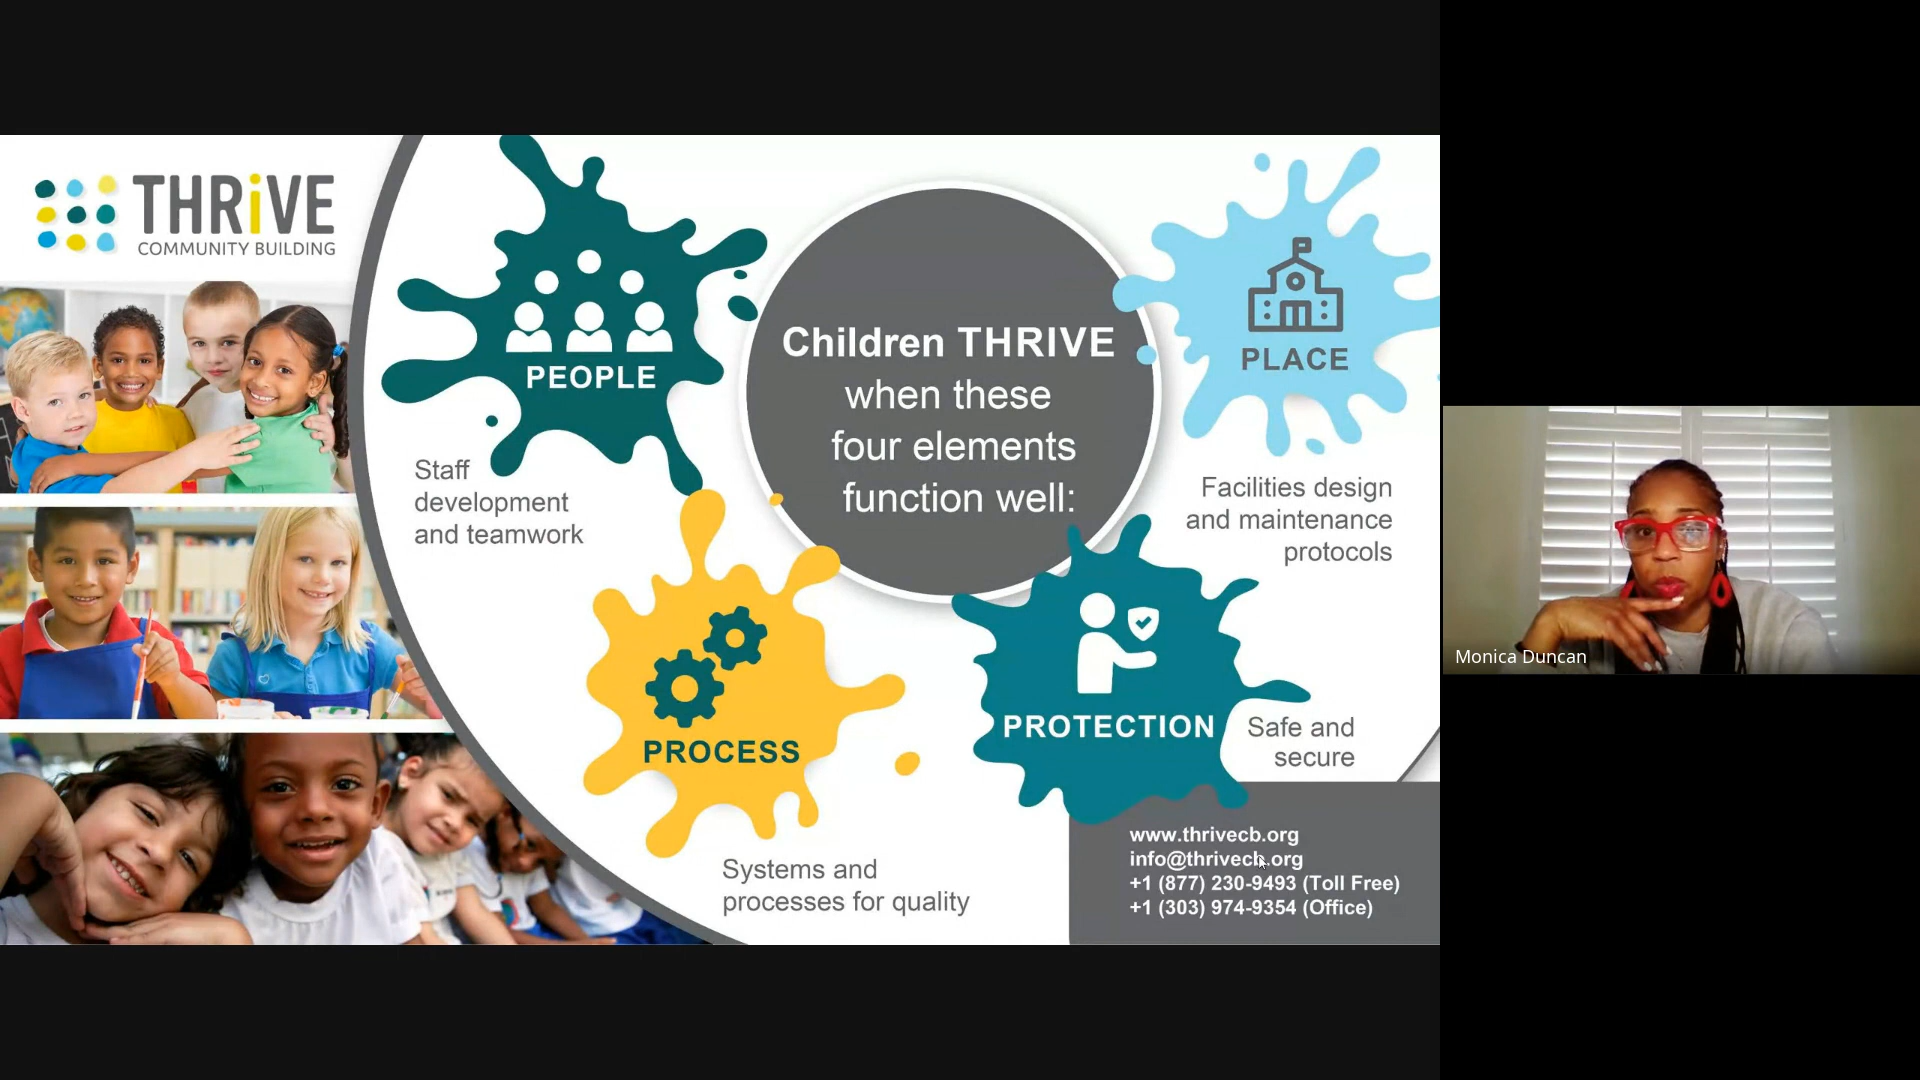 THRiVE
COMMUNITY BUILDING
Children THRIVE
when these
four elements
function well:
PEOPLE
Staff
development
and teamwork
PLACE
Facilities design
and maintenance
protocols
PROCESS
Systems and
processes for quality
PROTECTION
Safe and
secure
www.thrivecb.org
info@thrivecb.org
+1 (877) 230-9493 (Toll Free)
+1 (303) 974-9354 (Office)
Monica Duncan